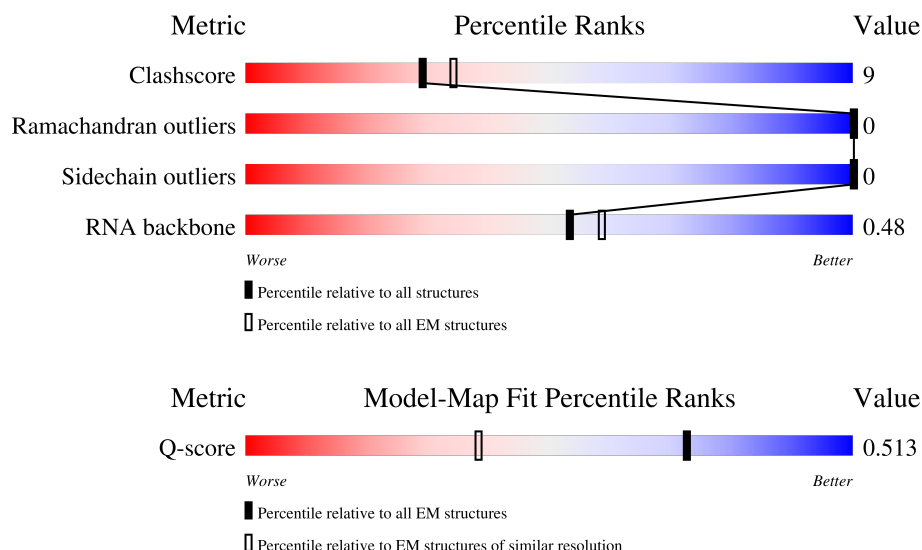 Metric Percentile Ranks Value
Clashscore 9
Ramachandran outliers 0
Sidechain outliers 0
RNA backbone 0.48
Worse Better
Percentile relative to all structures
Percentile relative to all EM structures
Metric Model-Map Fit Percentile Ranks Value
Q-score 0.513
Worse Better
Percentile relative to all EM structures
Percentile relative to EM structures of similar resolution